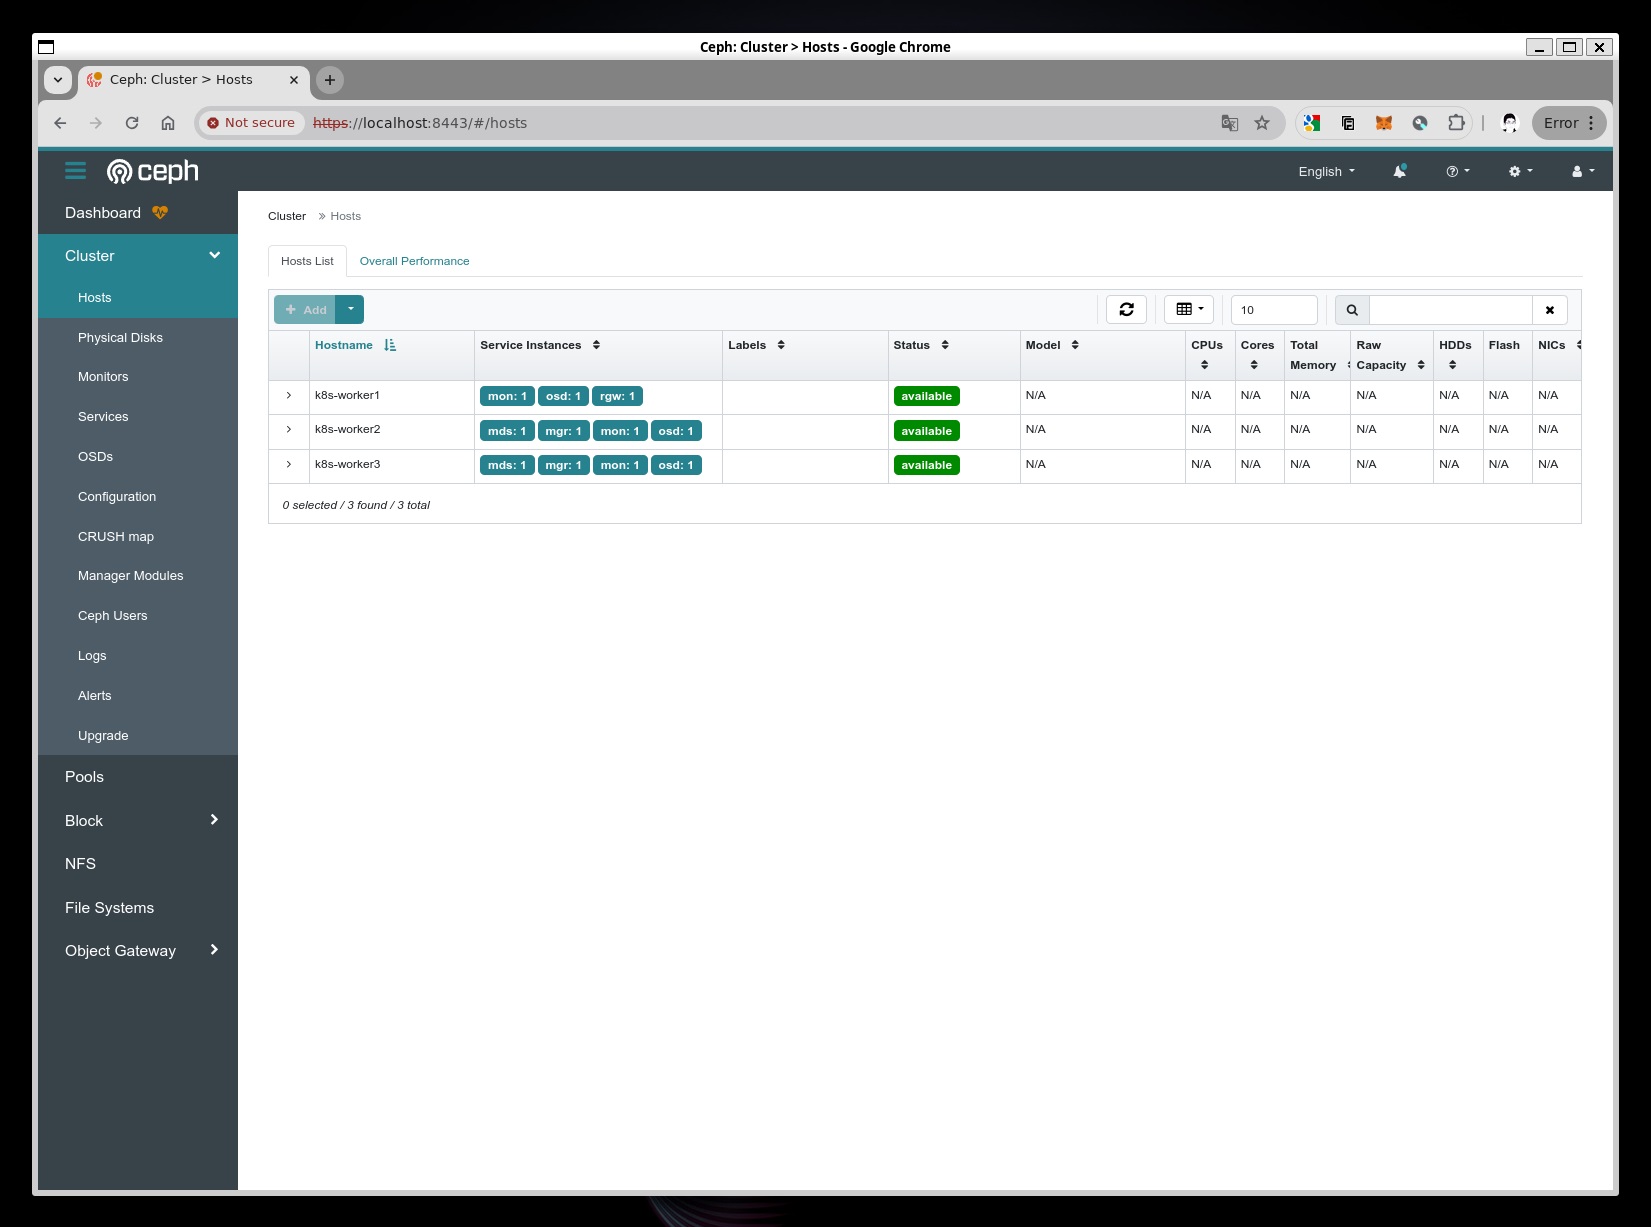 Ceph: Cluster > Hosts - Google Chrome
Ceph: Cluster > Hosts
Not secure https://localhost:8443/#/hosts Error
ceph English
Dashboard
Cluster
Hosts
Physical Disks
Monitors
Services
OSDs
Configuration
CRUSH map
Manager Modules
Ceph Users
Logs
Alerts
Upgrade
Pools
Block
NFS
File Systems
Object Gateway
Cluster » Hosts
Hosts List Overall Performance
+ Add 10
Hostname Service Instances Labels Status Model CPUs Cores Total Memory Raw Capacity HDDs Flash NICs
k8s-worker1 mon: 1 osd: 1 rgw: 1 available N/A N/A N/A N/A N/A N/A N/A N/A
k8s-worker2 mds: 1 mgr: 1 mon: 1 osd: 1 available N/A N/A N/A N/A N/A N/A N/A N/A
k8s-worker3 mds: 1 mgr: 1 mon: 1 osd: 1 available N/A N/A N/A N/A N/A N/A N/A N/A
0 selected / 3 found / 3 total